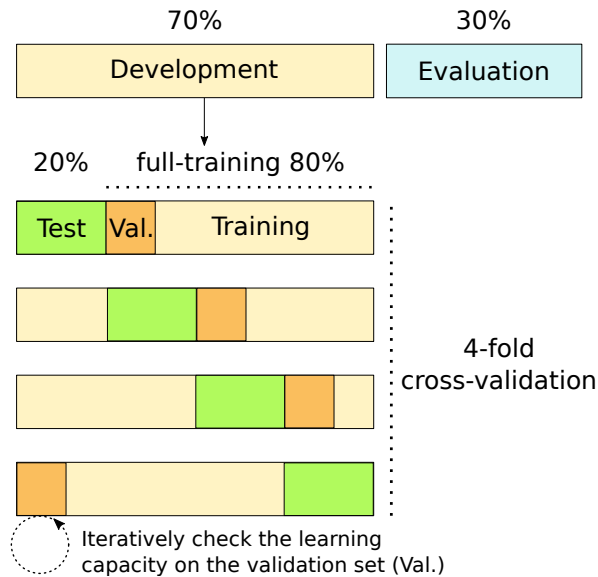 70%
30%
Development
Evaluation
20%
full-training 80%
Test
Val.
Training
4-fold
cross-validation
Iteratively check the learning
capacity on the validation set (Val.)